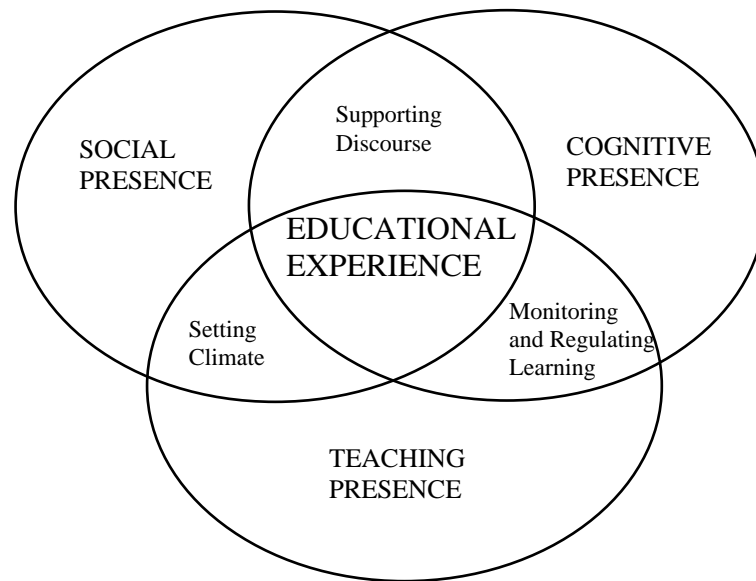 Supporting
Discourse
SOCIAL
PRESENCE
COGNITIVE
PRESENCE
EDUCATIONAL
EXPERIENCE
Setting
Climate
Monitoring
and Regulating
Learning
TEACHING
PRESENCE